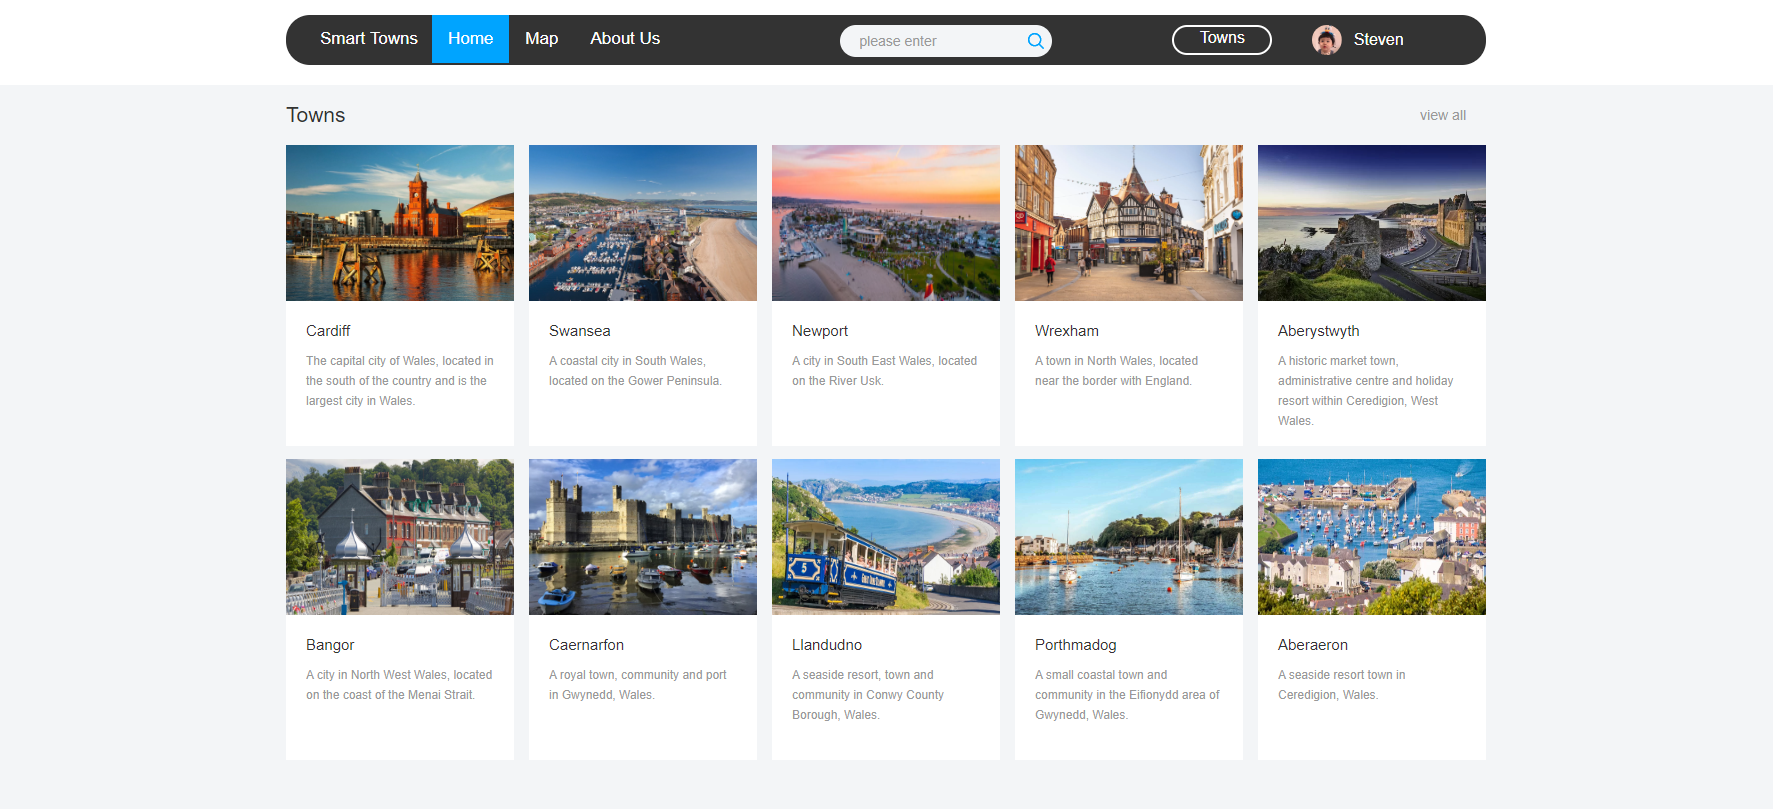 Smart Towns Home Map About Us please enter Towns Steven
Towns view all
Cardiff
The capital city of Wales, located in
the south of the country and is the
largest city in Wales.
Swansea
A coastal city in South Wales,
located on the Gower Peninsula.
Newport
A city in South East Wales, located
on the River Usk.
Wrexham
A town in North Wales, located
near the border with England.
Aberystwyth
A historic market town,
administrative centre and holiday
resort within Ceredigion, West
Wales.
5
Bangor
A city in North West Wales, located
on the coast of the Menai Strait.
Caernarfon
A royal town, community and port
in Gwynedd, Wales.
Llandudno
A seaside resort, town and
community in Conwy County
Borough, Wales.
Porthmadog
A small coastal town and
community in the Eifionydd area of
Gwynedd, Wales.
Aberaeron
A seaside resort town in
Ceredigion, Wales.